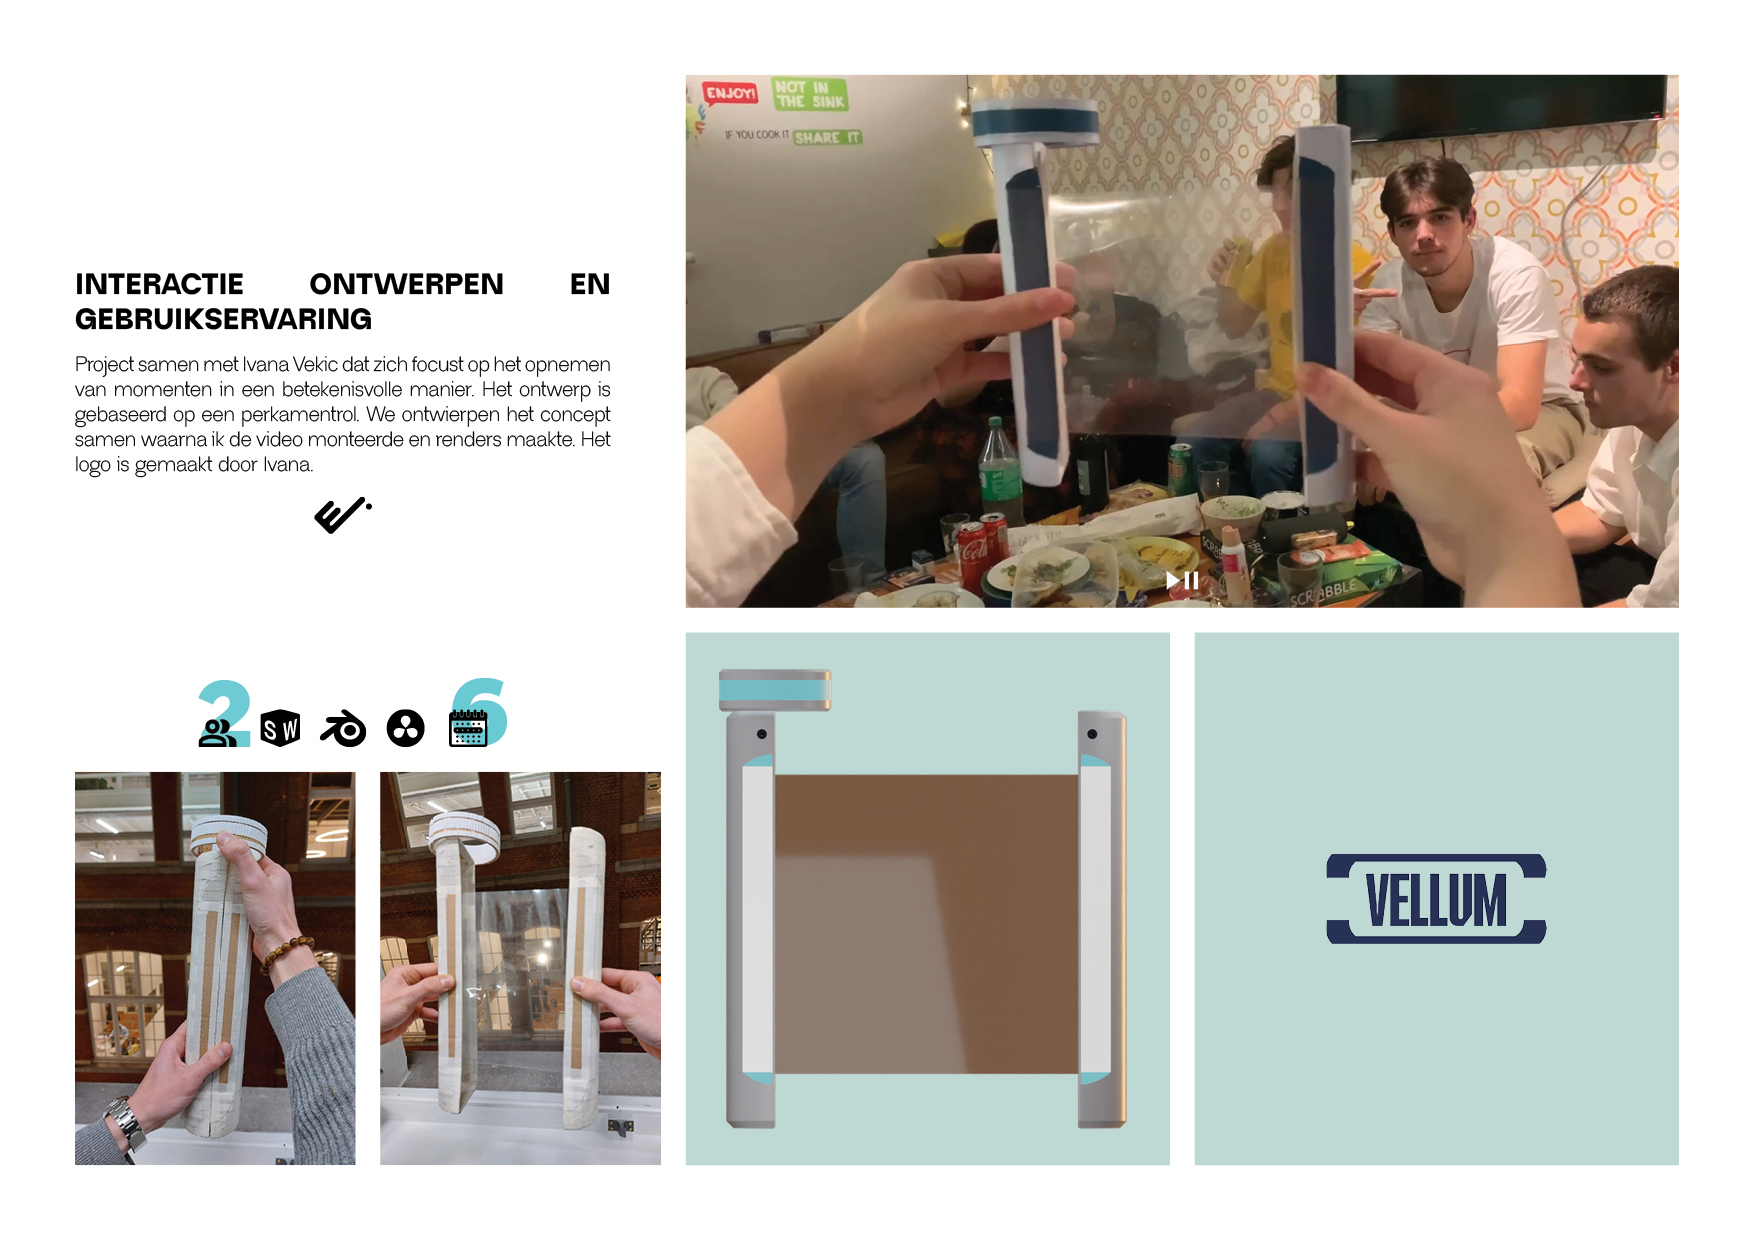 INTERACTIE ONTWERPEN EN
GEBRUIKSERVARING
Project samen met Ivana Vekic dat zich focust op het opnemen
van momenten in een betekenisvolle manier. Het ontwerp is
gebaseerd op een perkamentrol. We ontwierpen het concept
samen waarna ik de video monteerde en renders maakte. Het
logo is gemaakt door Ivana.
2
SW
6
ENJOY!
NOT IN
THE SINK
IF YOU COOK IT SHARE IT
SCRABBLE
VELLUM